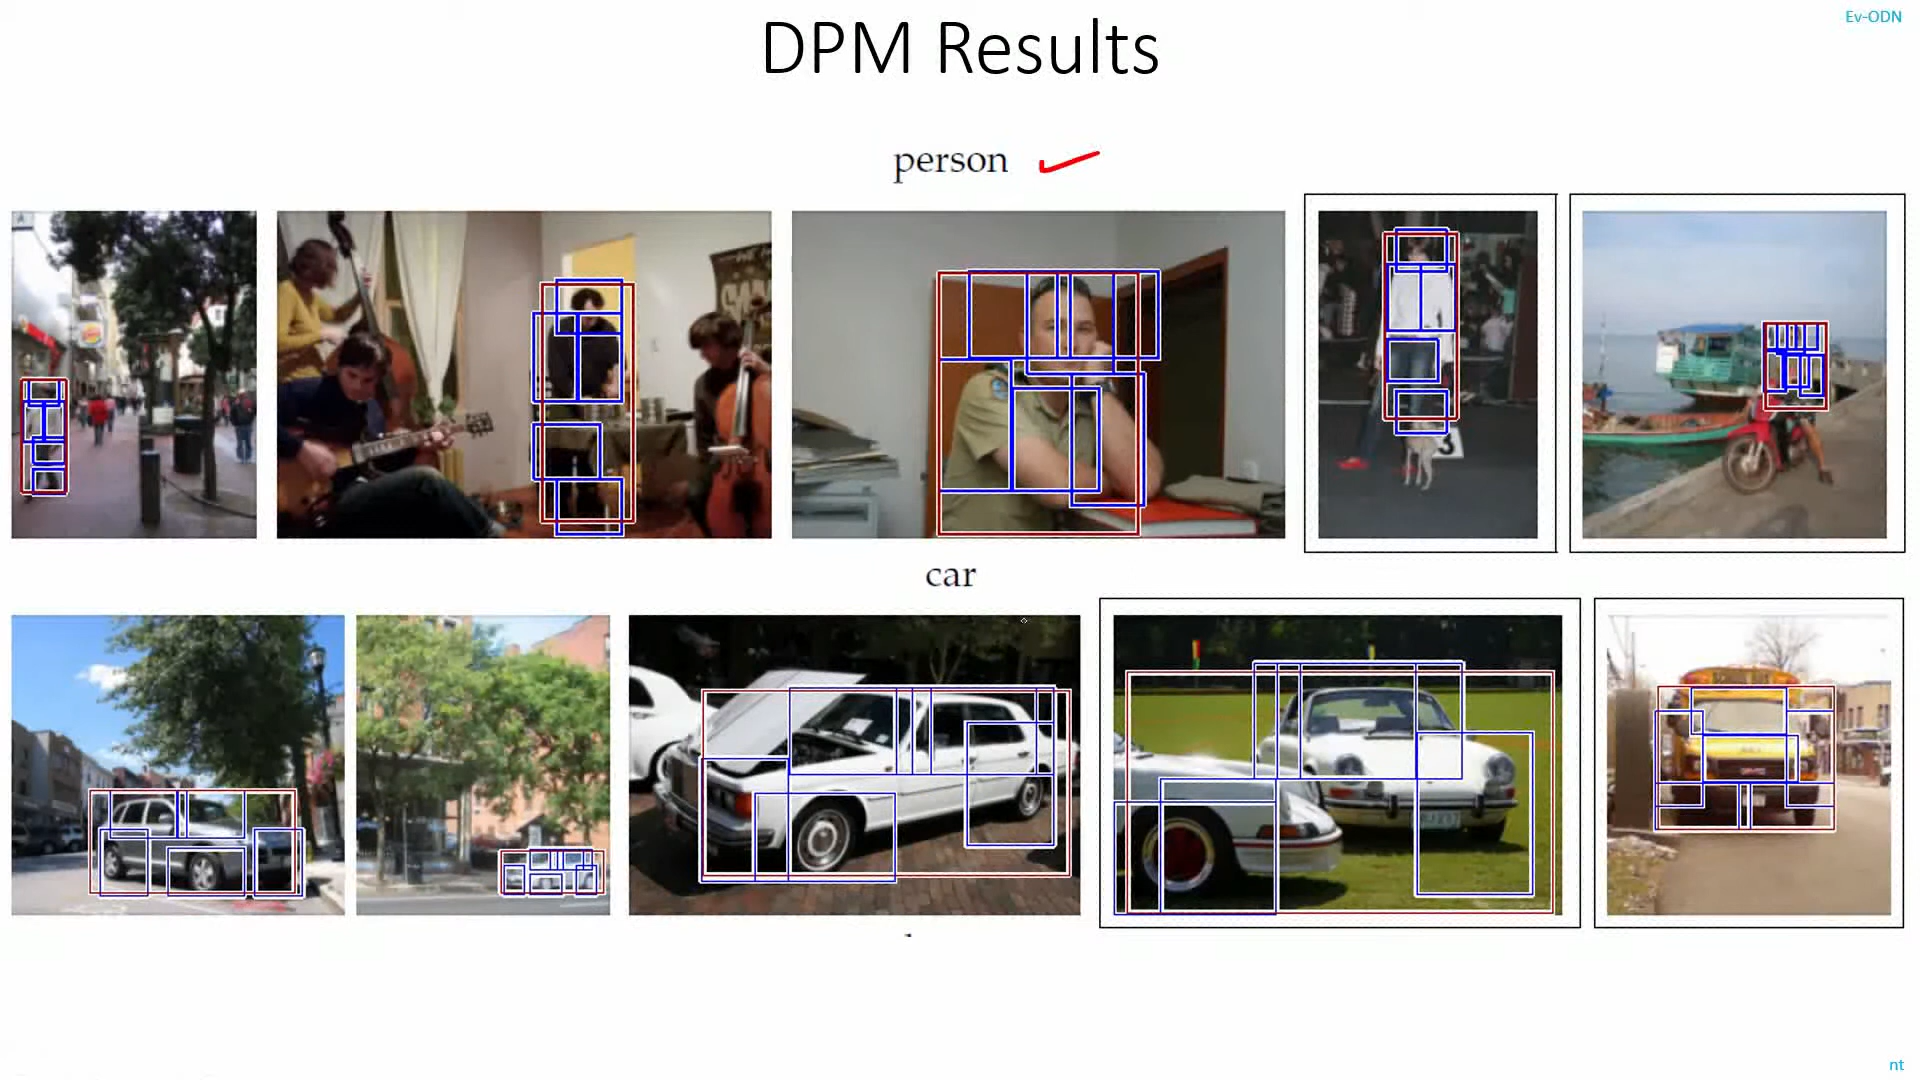 Ev-ODN
DPM Results
person
car
nt